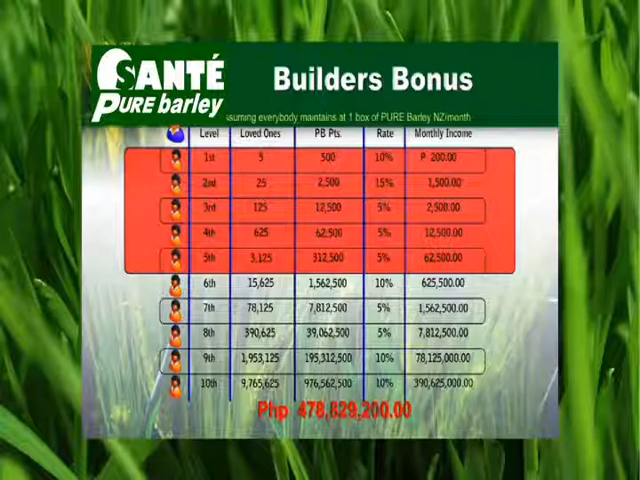 SANTÉ
PURE barley
Builders Bonus
ssuming everybody maintains at 1 box of PURE Barley NZ/month
Level Loved Ones PB Pts. Rate Monthly Income
1st 5 500 10% P 200.00
2nd 25 2,500 15% 1,500.00
3rd 125 12,500 5% 2,500.00
4th 625 62,500 5% 12,500.00
5th 3,125 312,500 5% 62,500.00
6th 15,625 1,562,500 10% 625,500.00
7th 78,125 7,812,500 5% 1,562,500.00
8th 390,625 39,062,500 5% 7,812,500.00
9th 1,953,125 195,312,500 10% 78,125,000.00
10th 9,765,625 976,562,500 10% 390,625,000.00
Php 478,829,200.00